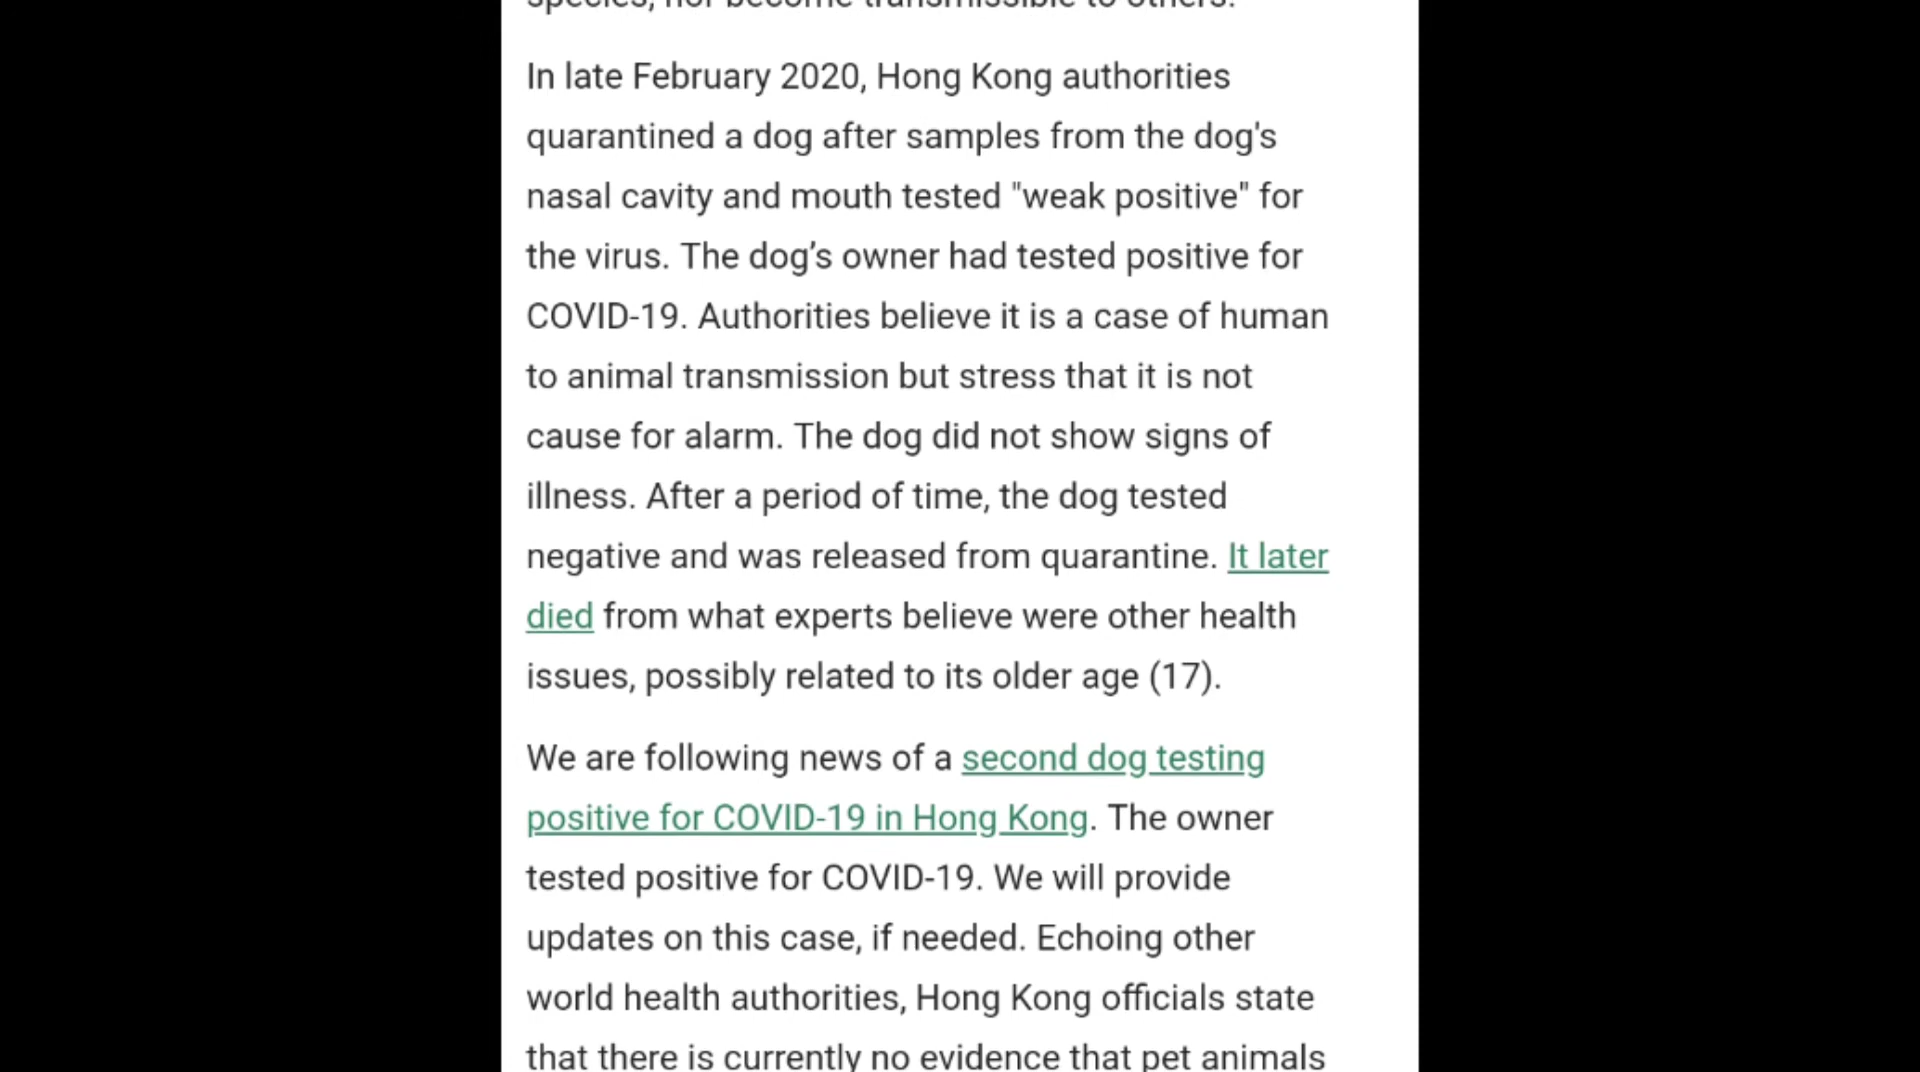 species, nor become transmissible to others.
In late February 2020, Hong Kong authorities
quarantined a dog after samples from the dog's
nasal cavity and mouth tested "weak positive" for
the virus. The dog’s owner had tested positive for
COVID-19. Authorities believe it is a case of human
to animal transmission but stress that it is not
cause for alarm. The dog did not show signs of
illness. After a period of time, the dog tested
negative and was released from quarantine. It later
died from what experts believe were other health
issues, possibly related to its older age (17).
We are following news of a second dog testing
positive for COVID-19 in Hong Kong. The owner
tested positive for COVID-19. We will provide
updates on this case, if needed. Echoing other
world health authorities, Hong Kong officials state
that there is currently no evidence that pet animals